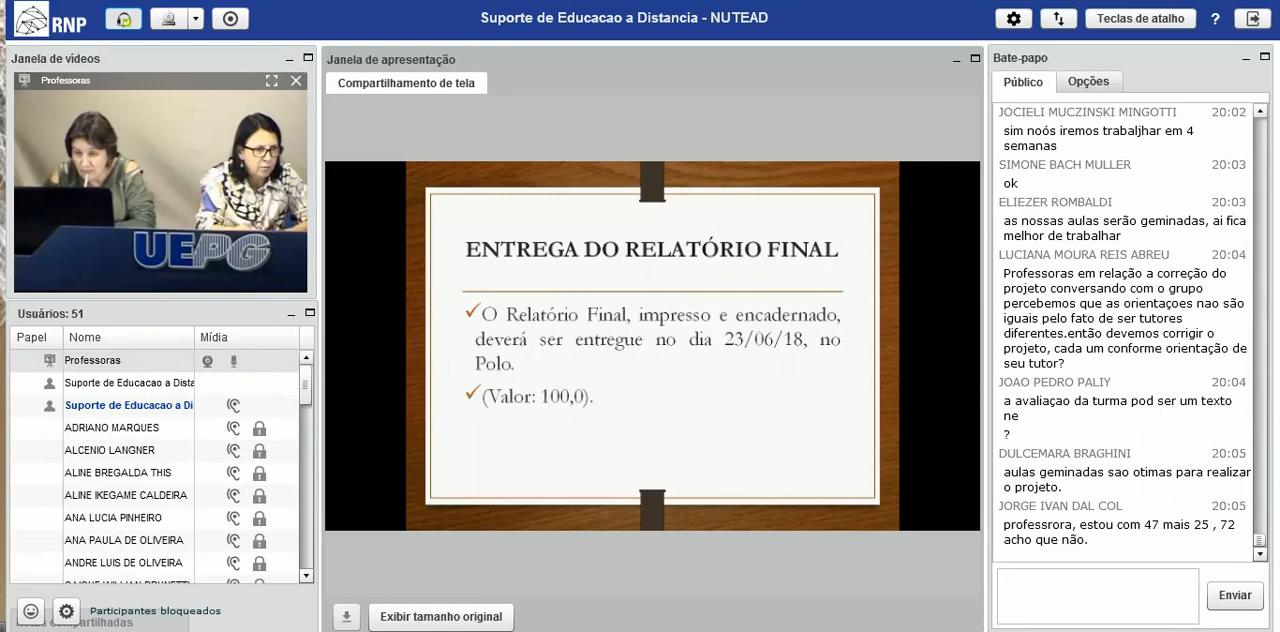 RNP
Suporte de Educacao a Distancia - NUTEAD
Teclas de atalho
?
Janela de vídeos
Professoras
UEPG
Usuários: 51
Papel Nome Mídia
Professoras
Suporte de Educacao a Dista
Suporte de Educacao a Di
ADRIANO MARQUES
ALCENIO LANGNER
ALINE BREGALDA THIS
ALINE IKEGAME CALDEIRA
ANA LUCIA PINHEIRO
ANA PAULA DE OLIVEIRA
ANDRE LUIS DE OLIVEIRA
Participantes bloqueados
Notas compartilhadas
Janela de apresentação
Compartilhamento de tela
ENTREGA DO RELATÓRIO FINAL
✓O Relatório Final, impresso e encadernado,
deverá ser entregue no dia 23/06/18, no
Polo.
✓(Valor: 100,0).
Exibir tamanho original
Bate-papo
Público Opções
JOCIELI MUCZINSKI MINGOTTI 20:02
sim noós iremos trabaljhar em 4
semanas
SIMONE BACH MULLER 20:03
ok
ELIEZER ROMBALDI 20:03
as nossas aulas serão geminadas, ai fica
melhor de trabalhar
LUCIANA MOURA REIS ABREU 20:04
Professoras em relação a correção do
projeto conversando com o grupo
percebemos que as orientaçoes nao são
iguais pelo fato de ser tutores
diferentes.então devemos corrigir o
projeto, cada um conforme orientação de
seu tutor?
JOAO PEDRO PALIY 20:04
a avaliaçao da turma pod ser um texto
ne
?
DULCEMARA BRAGHINI 20:05
aulas geminadas sao otimas para realizar
o projeto.
JORGE IVAN DAL COL 20:05
professrora, estou com 47 mais 25 , 72
acho que não.
Enviar